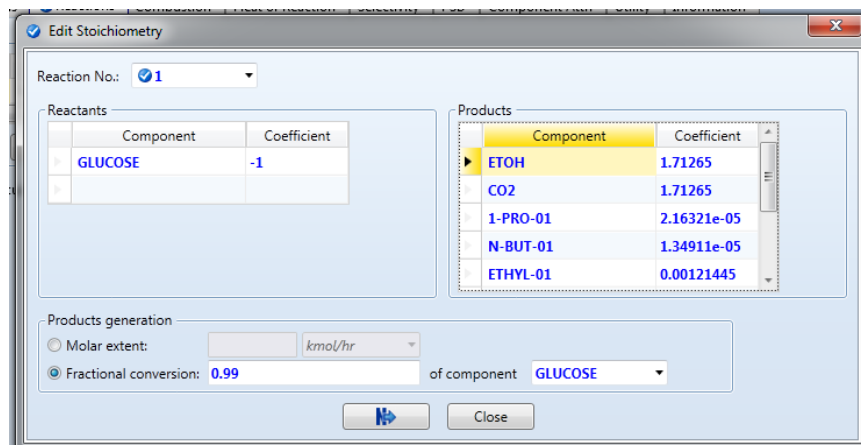 Edit Stoichiometry
Reaction No.: 1
Reactants
Component Coefficient
GLUCOSE -1
Products
Component Coefficient
ETOH 1.71265
CO2 1.71265
1-PRO-01 2.16321e-05
N-BUT-01 1.34911e-05
ETHYL-01 0.00121445
Products generation
Molar extent: kmol/hr
Fractional conversion: 0.99 of component GLUCOSE
N Close